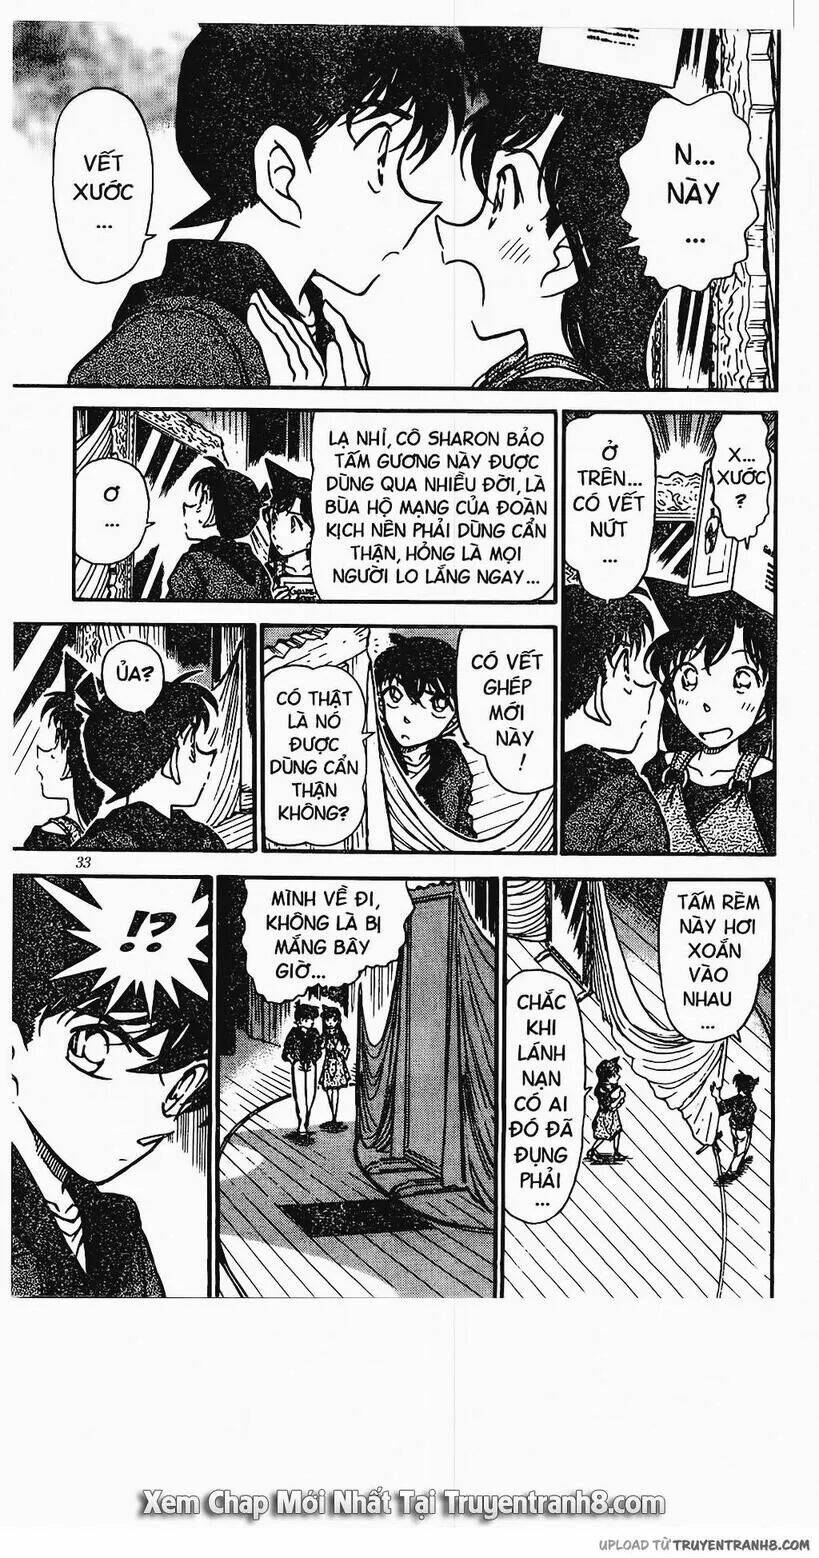 N...
NÀY
...
VẾT
XƯỚC
...
X...
XƯỚC
?
Ở
TRÊN...
CÓ VẾT
NỨT
...
LẠ NHỈ, CÔ SHARON BẢO
TẤM GƯƠNG NÀY ĐƯỢC
DÙNG QUA NHIỀU ĐỜI, LÀ
BÙA HỘ MẠNG CỦA ĐOÀN
KỊCH NÊN PHẢI DÙNG CẨN
THẬN, HỎNG LÀ MỌI
NGƯỜI LO LẮNG NGAY...
Ơ
...
CÓ VẾT
GHÉP
MỚI
NÀY
!
CÓ THẬT
LÀ NÓ
ĐƯỢC
DÙNG CẨN
THẬN
KHÔNG?
ỦA?
33
TẤM RÈM
NÀY HƠI
XOẮN
VÀO
NHAU
...
CHẮC
KHI
LÁNH
NẠN
CÓ AI
ĐÓ ĐÃ
ĐỤNG
PHẢI
...
MÌNH VỀ ĐI,
KHÔNG LÀ BỊ
MẮNG BÂY
GIỜ...
!?
Xem Chap Mới Nhất Tại Truyentranh8.com
UPLOAD TỪ TRUYENTRANH8.COM